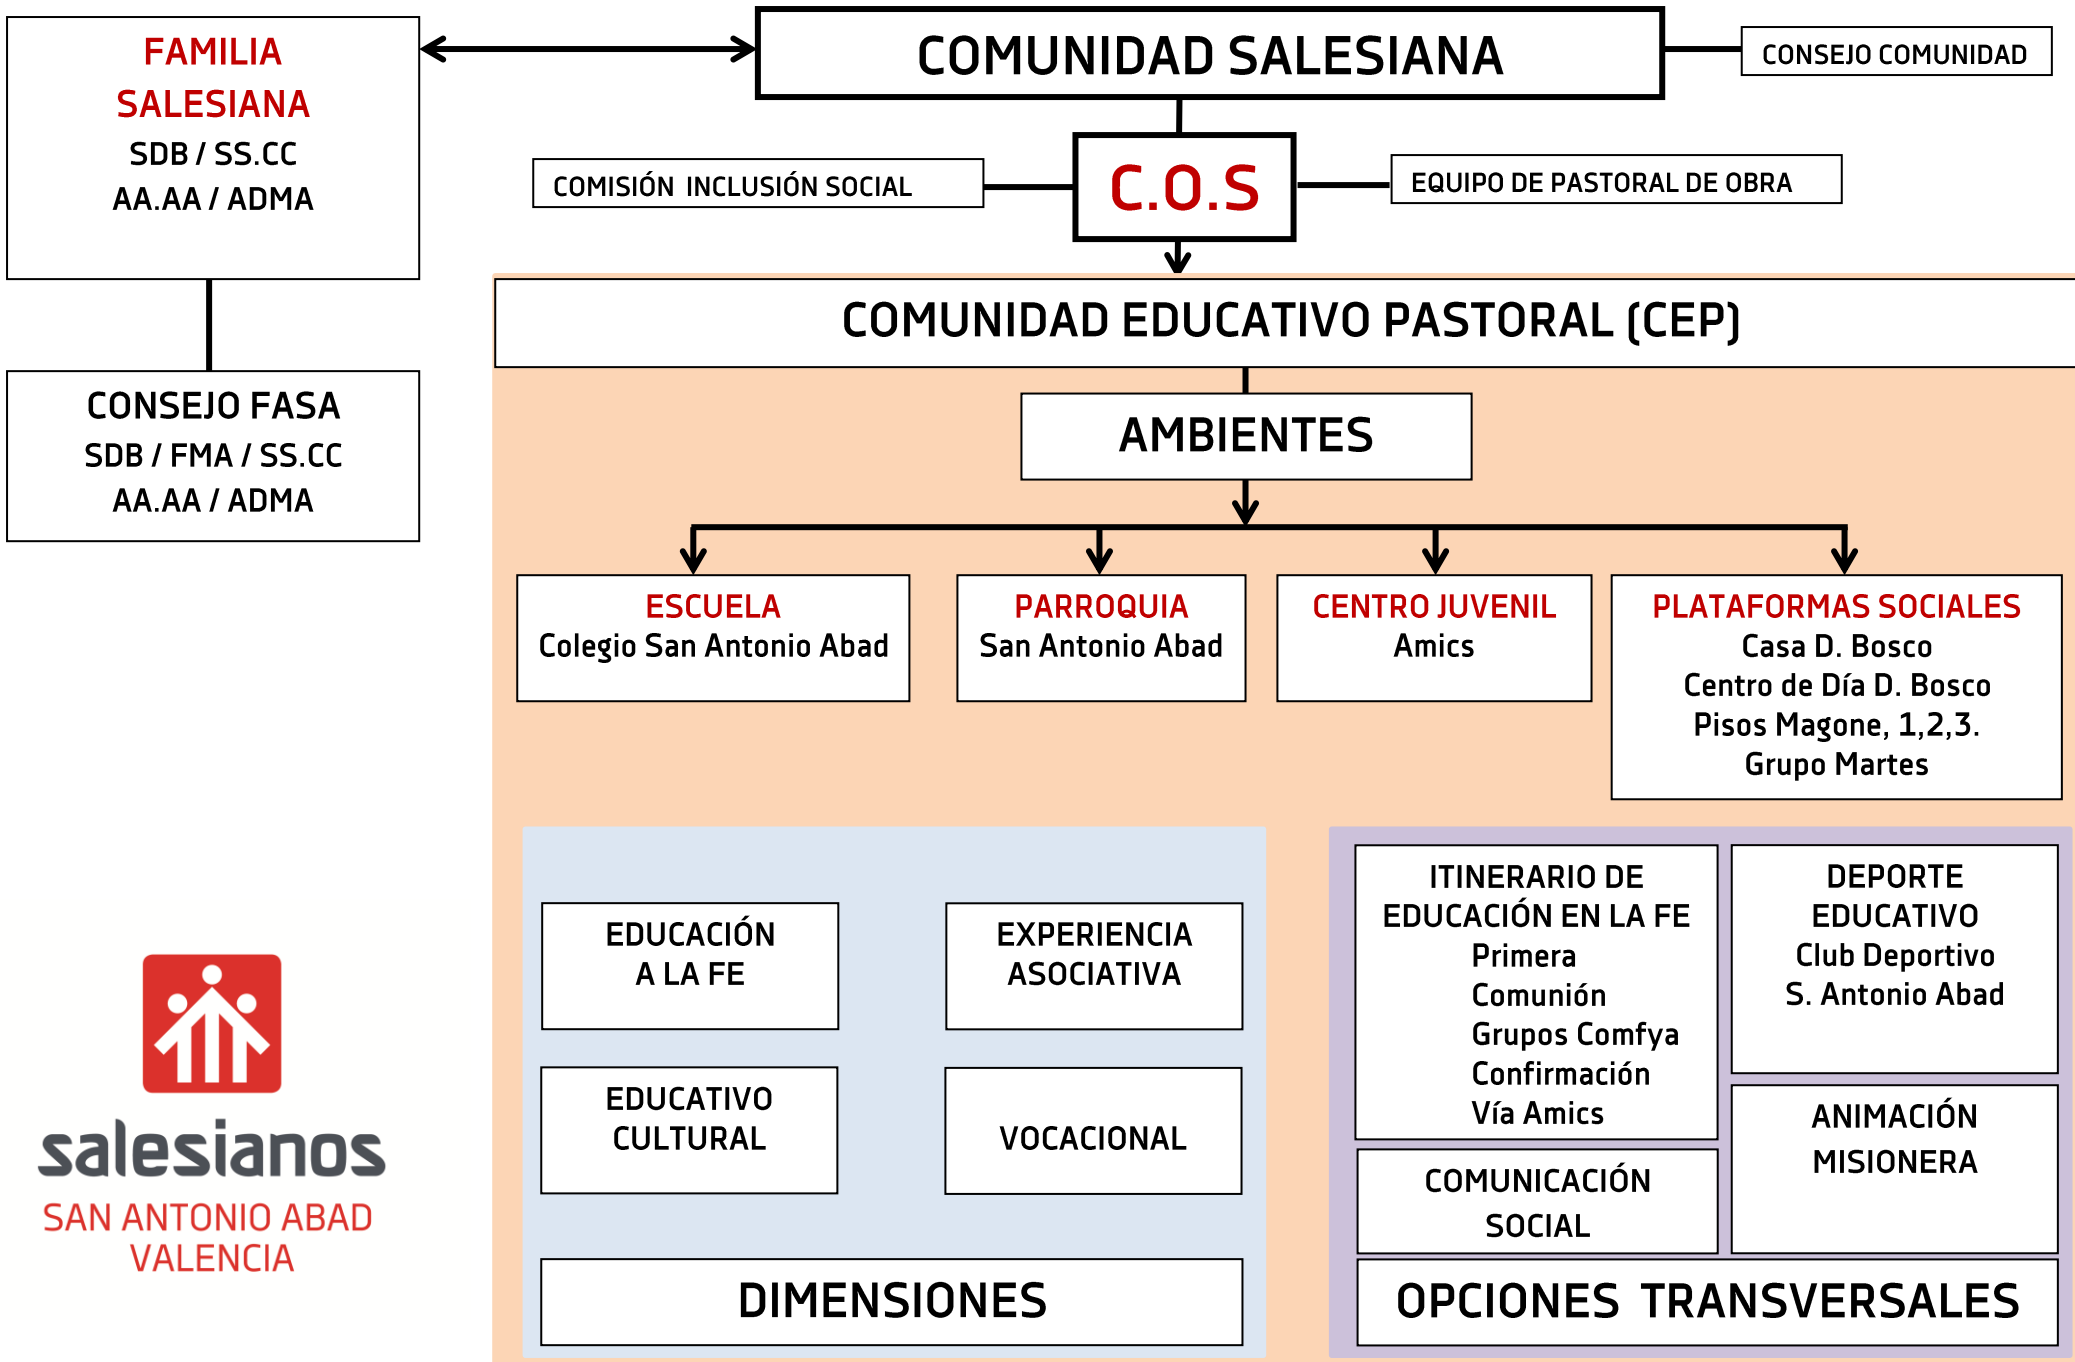 FAMILIA
SALESIANA
SDB / SS.CC
AA.AA / ADMA
COMUNIDAD SALESIANA
CONSEJO COMUNIDAD
COMISIÓN INCLUSIÓN SOCIAL
C.O.S
EQUIPO DE PASTORAL DE OBRA
CONSEJO FASA
SDB / FMA / SS.CC
AA.AA / ADMA
COMUNIDAD EDUCATIVO PASTORAL (CEP)
AMBIENTES
ESCUELA
Colegio San Antonio Abad
PARROQUIA
San Antonio Abad
CENTRO JUVENIL
Amics
PLATAFORMAS SOCIALES
Casa D. Bosco
Centro de Día D. Bosco
Pisos Magone, 1,2,3.
Grupo Martes
EDUCACIÓN
A LA FE
EXPERIENCIA
ASOCIATIVA
EDUCATIVO
CULTURAL
VOCACIONAL
DIMENSIONES
ITINERARIO DE
EDUCACIÓN EN LA FE
Primera
Comunión
Grupos Comfya
Confirmación
Vía Amics
DEPORTE
EDUCATIVO
Club Deportivo
S. Antonio Abad
COMUNICACIÓN
SOCIAL
ANIMACIÓN
MISIONERA
OPCIONES TRANSVERSALES
salesianos
SAN ANTONIO ABAD
VALENCIA